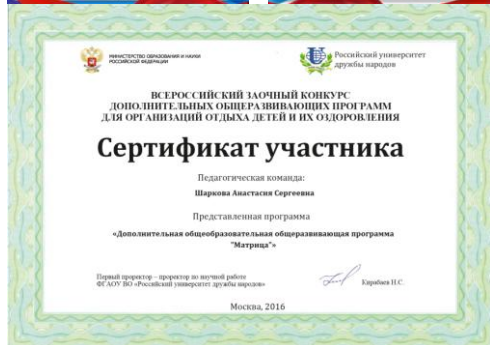 МИНИСТЕРСТВО ОБРАЗОВАНИЯ И НАУКИ
РОССИЙСКОЙ ФЕДЕРАЦИИ
Российский университет
дружбы народов
ВСЕРОССИЙСКИЙ ЗАОЧНЫЙ КОНКУРС
ДОПОЛНИТЕЛЬНЫХ ОБЩЕРАЗВИВАЮЩИХ ПРОГРАММ
ДЛЯ ОРГАНИЗАЦИЙ ОТДЫХА ДЕТЕЙ И ИХ ОЗДОРОВЛЕНИЯ
Сертификат участника
Педагогическая команда:
Шаркова Анастасия Сергеевна
Представленная программа
«Дополнительная общеобразовательная общеразвивающая программа
"Матрица"»
Первый проректор – проректор по научной работе
ФГАОУ ВО «Российский университет дружбы народов»
Кирабаев Н.С.
Москва, 2016